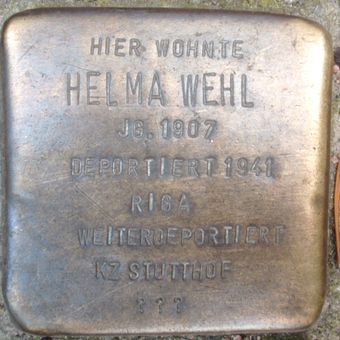 HIER WOHNTE
HELMA WEHL
JG. 1907
DEPORTIERT 1941
RIGA
WEITERDEPORTIERT
KZ STUTTHOF
???